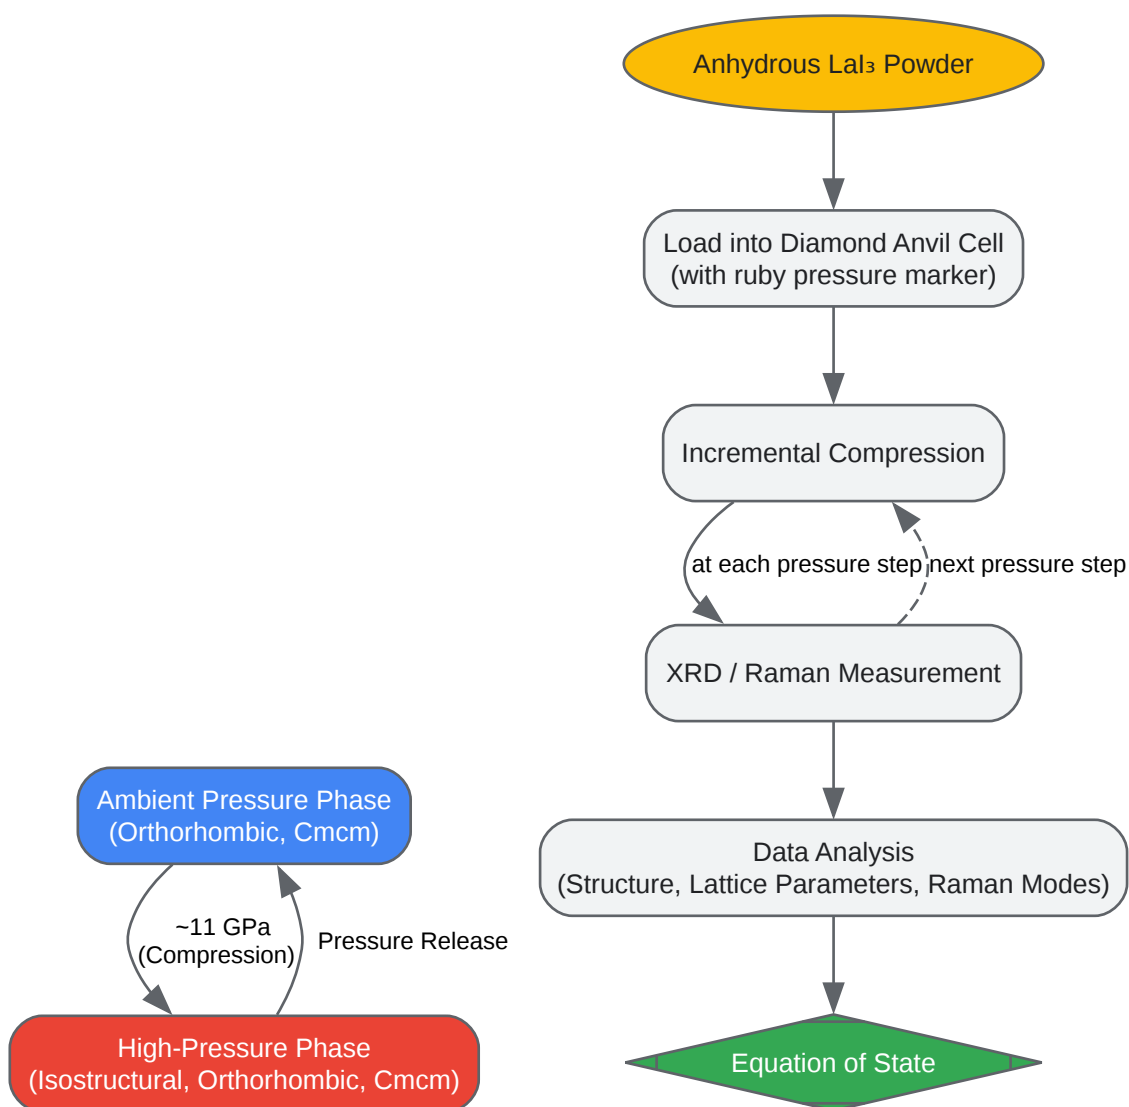 Anhydrous LaI₃ Powder
Load into Diamond Anvil Cell
(with ruby pressure marker)
Incremental Compression
at each pressure step
next pressure step
XRD / Raman Measurement
Data Analysis
(Structure, Lattice Parameters, Raman Modes)
Equation of State
Ambient Pressure Phase
(Orthorhombic, Cmcm)
~11 GPa
(Compression)
Pressure Release
High-Pressure Phase
(Isostructural, Orthorhombic, Cmcm)